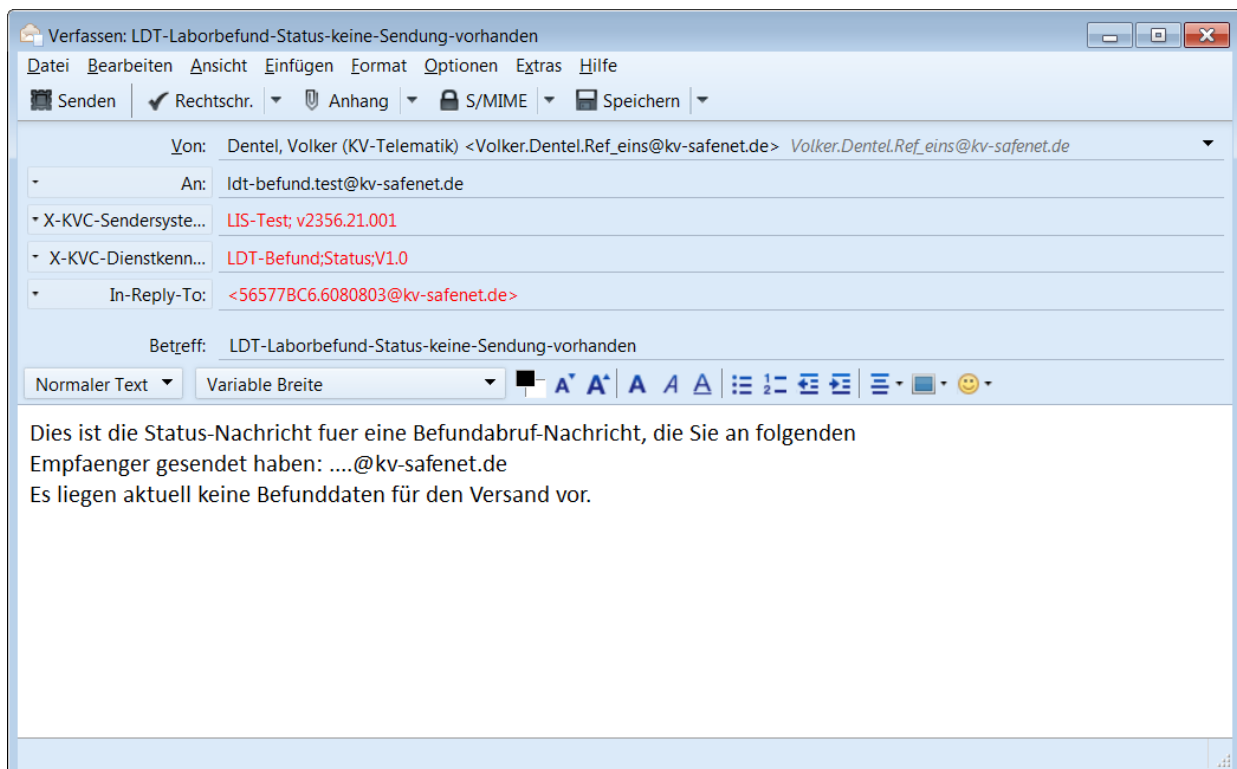 Verfassen: LDT-Laborbefund-Status-keine-Sendung-vorhanden
Datei Bearbeiten Ansicht Einfügen Format Optionen Extras Hilfe
Senden Rechtschr. Anhang S/MIME Speichern
Von: Dentel, Volker (KV-Telematik) <Volker.Dentel.Ref_eins@kv-safenet.de> Volker.Dentel.Ref_eins@kv-safenet.de
An: ldt-befund.test@kv-safenet.de
X-KVC-Sendersyste... LIS-Test; v2356.21.001
X-KVC-Dienstkenn... LDT-Befund;Status;V1.0
In-Reply-To: <56577BC6.6080803@kv-safenet.de>
Betreff: LDT-Laborbefund-Status-keine-Sendung-vorhanden
Normaler Text Variable Breite
Dies ist die Status-Nachricht fuer eine Befundabruf-Nachricht, die Sie an folgenden
Empfaenger gesendet haben: ....@kv-safenet.de
Es liegen aktuell keine Befunddaten für den Versand vor.